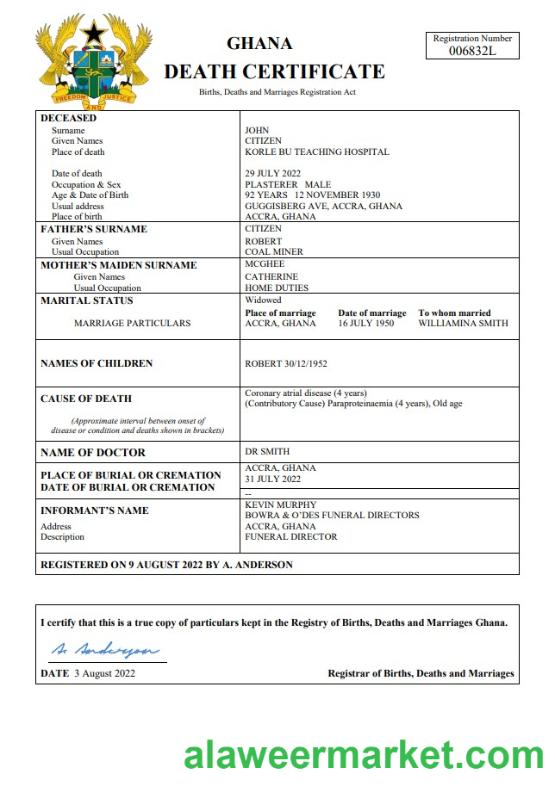 GHANA
DEATH CERTIFICATE
Births, Deaths and Marriages Registration Act
Registration Number
006832L
FREEDOM AND JUSTICE
DECEASED
Surname JOHN
Given Names CITIZEN
Place of death KORLE BU TEACHING HOSPITAL
Date of death 29 JULY 2022
Occupation & Sex PLASTERER MALE
Age & Date of Birth 92 YEARS 12 NOVEMBER 1930
Usual address GUGGISBERG AVE, ACCRA, GHANA
Place of birth ACCRA, GHANA
FATHER'S SURNAME CITIZEN
Given Names ROBERT
Usual Occupation COAL MINER
MOTHER'S MAIDEN SURNAME MCGHEE
Given Names CATHERINE
Usual Occupation HOME DUTIES
MARITAL STATUS Widowed
Place of marriage Date of marriage To whom married
MARRIAGE PARTICULARS ACCRA, GHANA 16 JULY 1950 WILLIAMINA SMITH
NAMES OF CHILDREN ROBERT 30/12/1952
CAUSE OF DEATH Coronary atrial disease (4 years)
(Contributory Cause) Paraproteinaemia (4 years), Old age
(Approximate interval between onset of
disease or condition and deaths shown in brackets)
NAME OF DOCTOR DR SMITH
PLACE OF BURIAL OR CREMATION ACCRA, GHANA
DATE OF BURIAL OR CREMATION 31 JULY 2022
--
INFORMANT'S NAME KEVIN MURPHY
BOWRA & O'DES FUNERAL DIRECTORS
Address ACCRA, GHANA
Description FUNERAL DIRECTOR
REGISTERED ON 9 AUGUST 2022 BY A. ANDERSON
I certify that this is a true copy of particulars kept in the Registry of Births, Deaths and Marriages Ghana.
A. Anderson
DATE 3 August 2022 Registrar of Births, Deaths and Marriages
alaweermarket.com